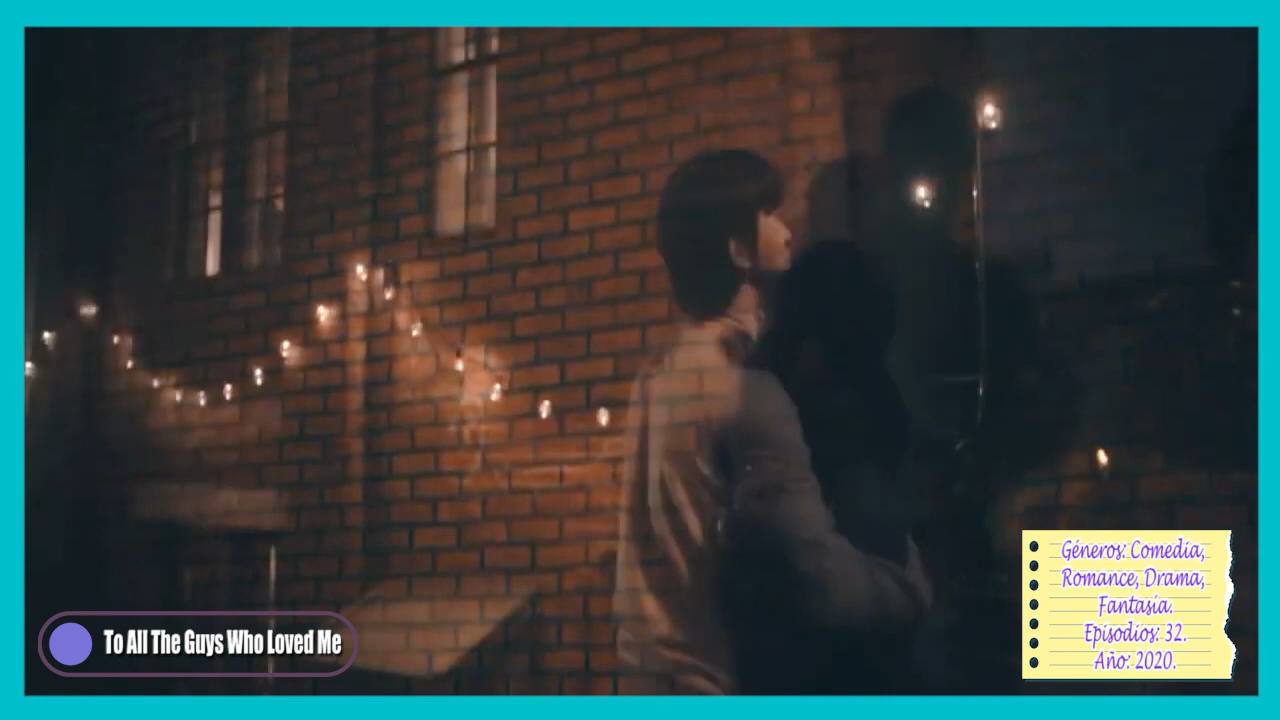 To All The Guys Who Loved Me
Géneros: Comedia,
Romance, Drama,
Fantasía.
Episodios: 32.
Año: 2020.